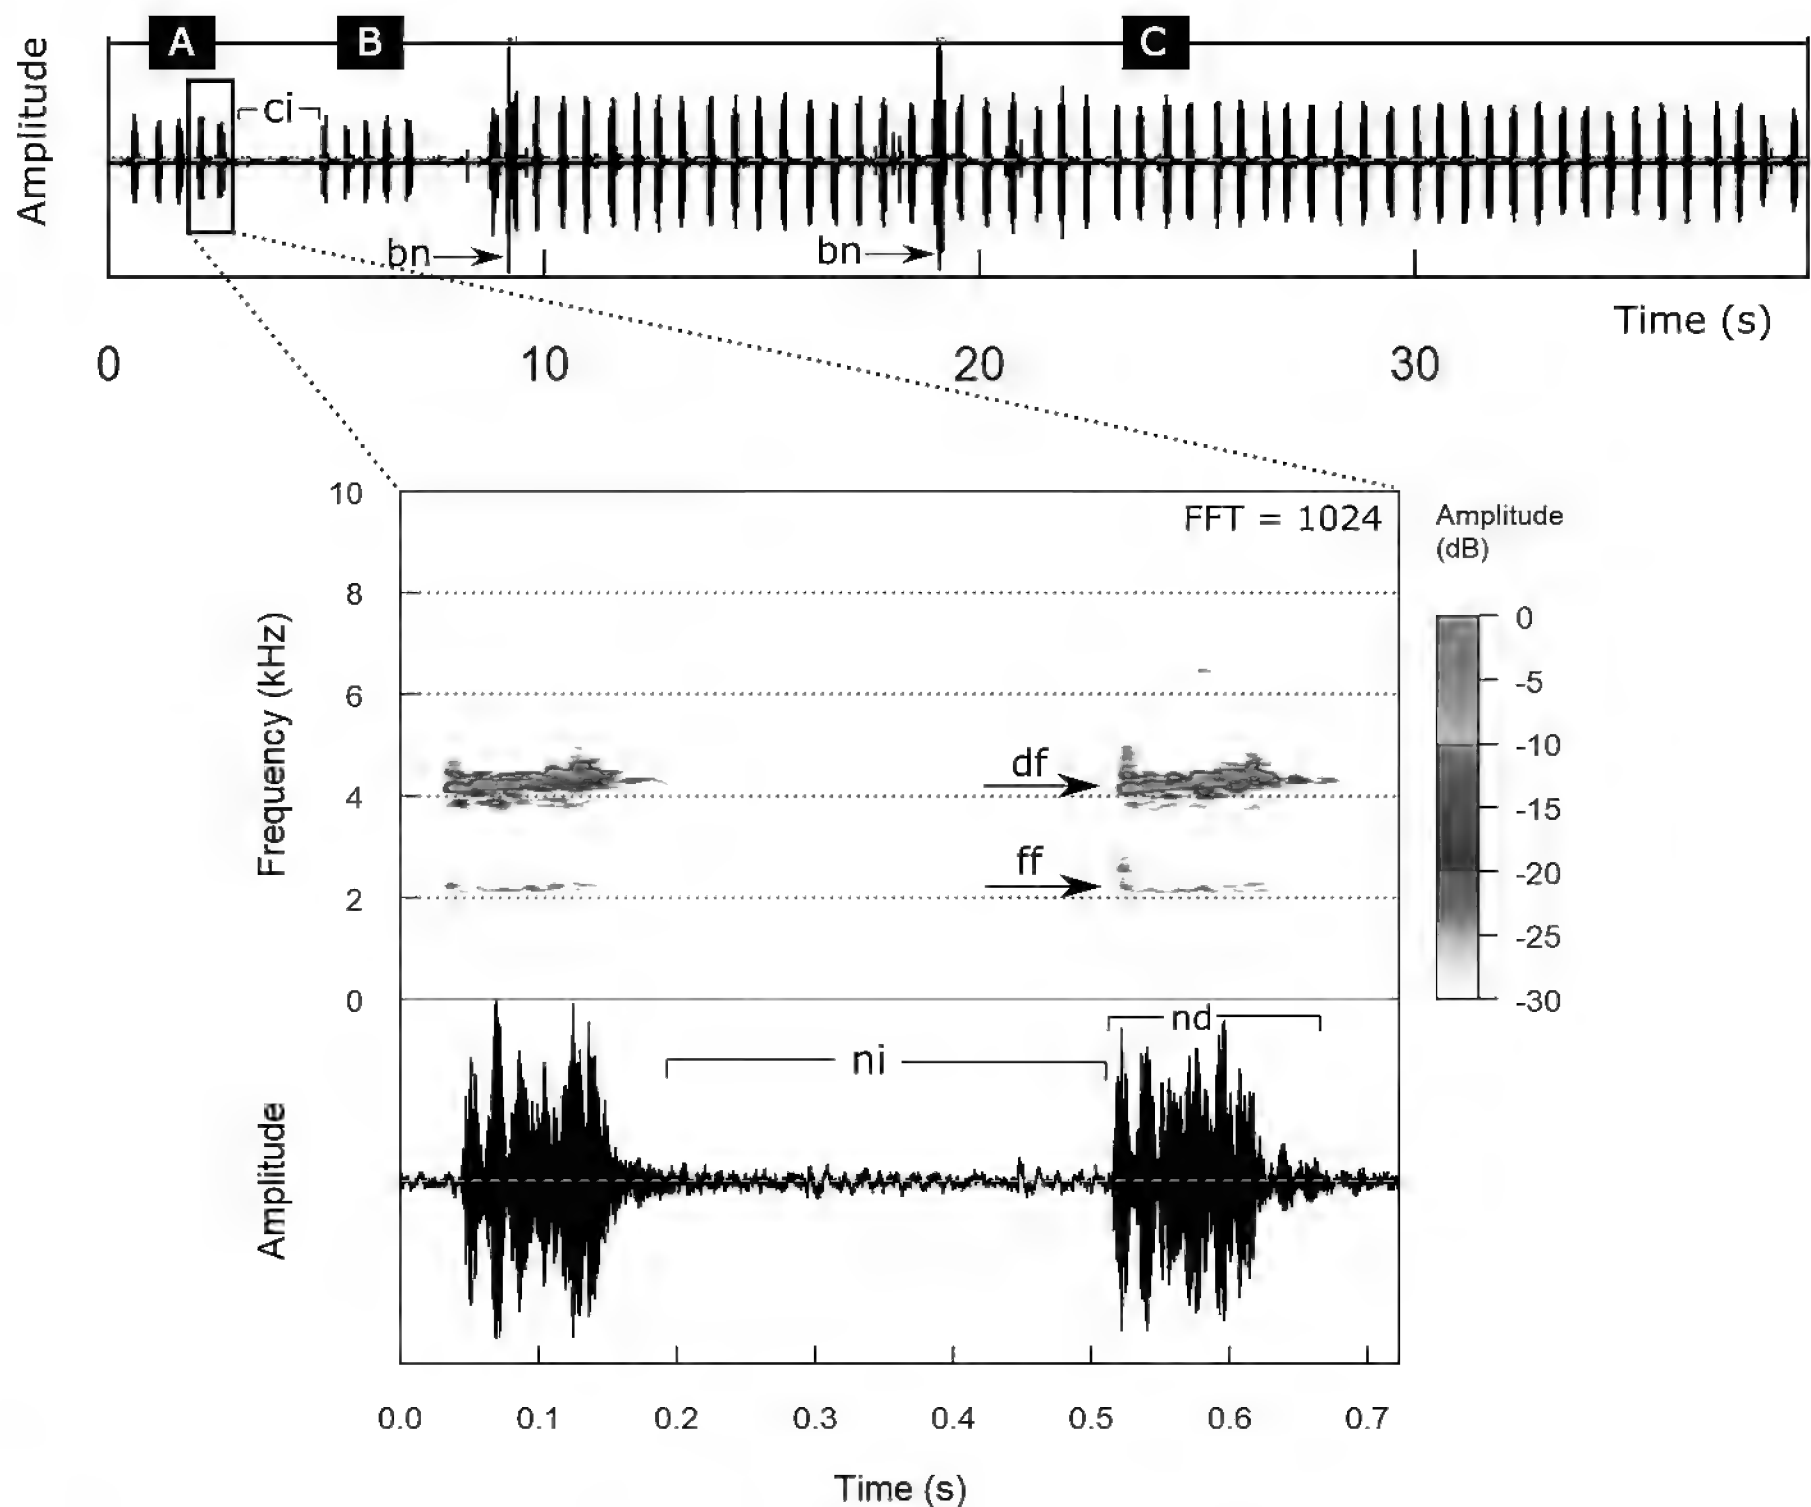 A B C
Amplitude
ci
bn bn
Time (s)
0 10 20 30
FFT = 1024
Amplitude
(dB)
10
8
6
4
2
0
Frequency (kHz)
df
ff
0
-5
-10
-15
-20
-25
-30
nd
ni
Amplitude
0.0 0.1 0.2 0.3 0.4 0.5 0.6 0.7
Time (s)